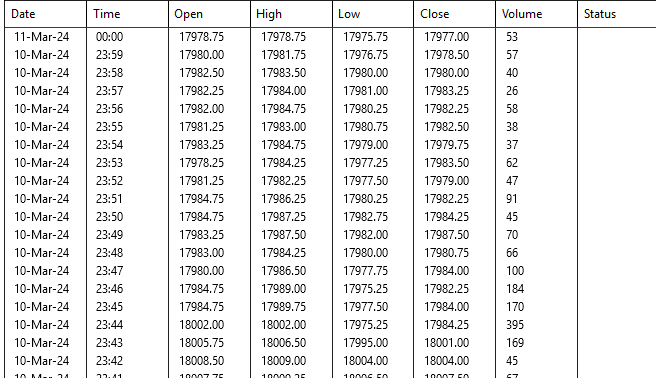 Date Time Open High Low Close Volume Status
11-Mar-24 00:00 17978.75 17978.75 17975.75 17977.00 53
10-Mar-24 23:59 17980.00 17981.75 17976.75 17978.50 57
10-Mar-24 23:58 17982.50 17983.50 17980.00 17980.00 40
10-Mar-24 23:57 17982.25 17984.00 17981.00 17983.25 26
10-Mar-24 23:56 17982.00 17984.75 17980.25 17982.25 58
10-Mar-24 23:55 17981.25 17983.00 17980.75 17982.50 38
10-Mar-24 23:54 17983.25 17984.75 17979.00 17979.75 37
10-Mar-24 23:53 17978.25 17984.25 17977.25 17983.50 62
10-Mar-24 23:52 17981.25 17982.25 17977.50 17979.00 47
10-Mar-24 23:51 17984.75 17986.25 17980.25 17982.25 91
10-Mar-24 23:50 17984.75 17987.25 17982.75 17984.25 45
10-Mar-24 23:49 17983.25 17987.50 17982.00 17987.50 70
10-Mar-24 23:48 17983.00 17984.25 17980.00 17980.75 66
10-Mar-24 23:47 17980.00 17986.50 17977.75 17984.00 100
10-Mar-24 23:46 17984.75 17989.00 17975.25 17982.25 184
10-Mar-24 23:45 17984.75 17989.75 17977.50 17984.00 170
10-Mar-24 23:44 18002.00 18002.00 17975.25 17984.25 395
10-Mar-24 23:43 18005.75 18006.50 17995.00 18001.00 169
10-Mar-24 23:42 18008.50 18009.00 18004.00 18004.00 45
10-Mar-24 23:41 18007.75 18009.25 18006.50 18007.50 67